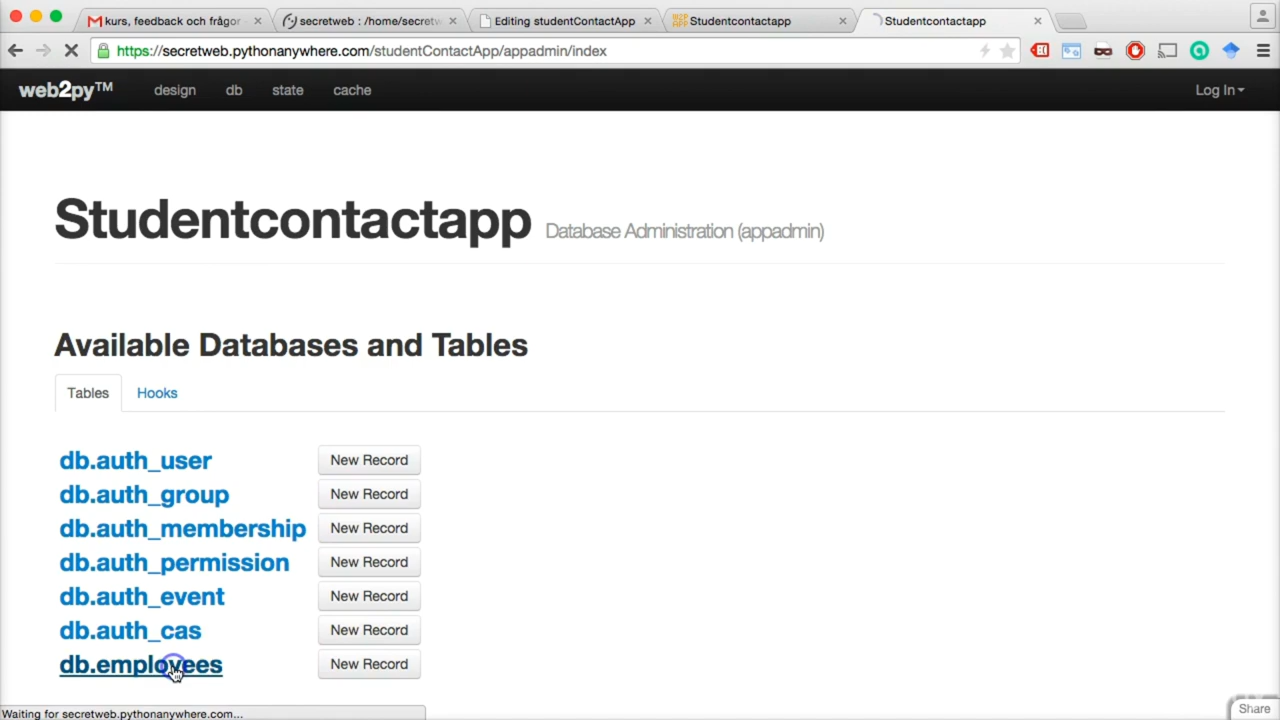 kurs, feedback och frågor
secretweb : /home/secretw
Editing studentContactApp
Studentcontactapp
Studentcontactapp
https://secretweb.pythonanywhere.com/studentContactApp/appadmin/index
web2py™ design db state cache Log In
Studentcontactapp Database Administration (appadmin)
Available Databases and Tables
Tables Hooks
db.auth_user New Record
db.auth_group New Record
db.auth_membership New Record
db.auth_permission New Record
db.auth_event New Record
db.auth_cas New Record
db.employees New Record
Waiting for secretweb.pythonanywhere.com...
Share